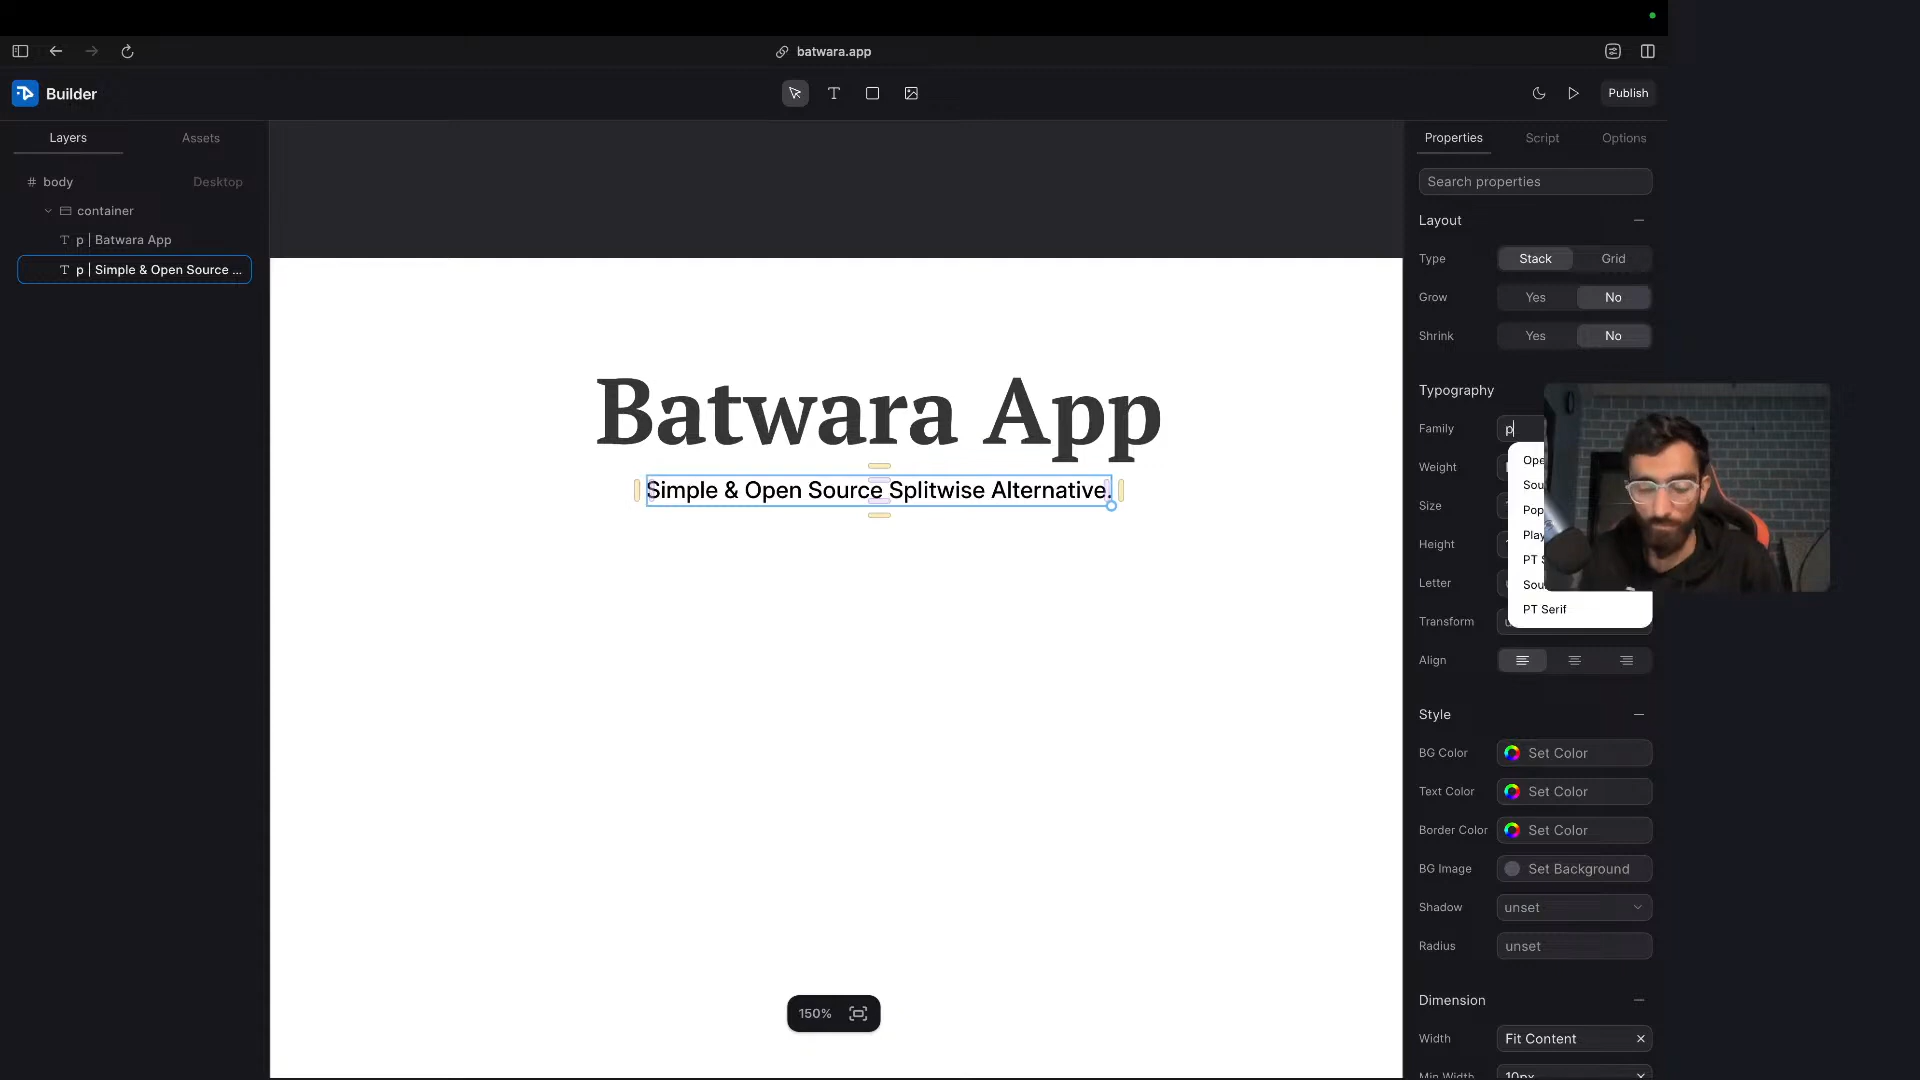 batwara.app
Builder
Publish
Layers
Assets
# body
Desktop
container
T p | Batwara App
T p | Simple & Open Source ...
Batwara App
Simple & Open Source Splitwise Alternative.
150%
Properties
Script
Options
Search properties
Layout
Type
Stack
Grid
Grow
Yes
No
Shrink
Yes
No
Typography
Family
p
Weight
Size
Height
Letter
Transform
PT Serif
Align
Style
BG Color
Set Color
Text Color
Set Color
Border Color
Set Color
BG Image
Set Background
Shadow
unset
Radius
unset
Dimension
Width
Fit Content
Min Width
10px